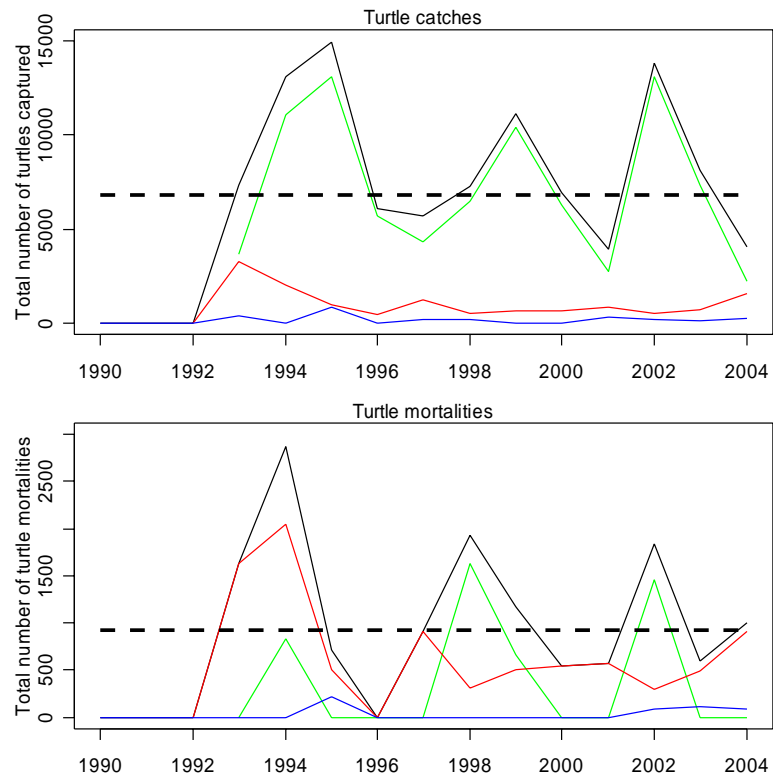 Turtle catches
Total number of turtles captured
0 5000 10000 15000
1990 1992 1994 1996 1998 2000 2002 2004
Turtle mortalities
Total number of turtle mortalities
0 500 1500 2500
1990 1992 1994 1996 1998 2000 2002 2004